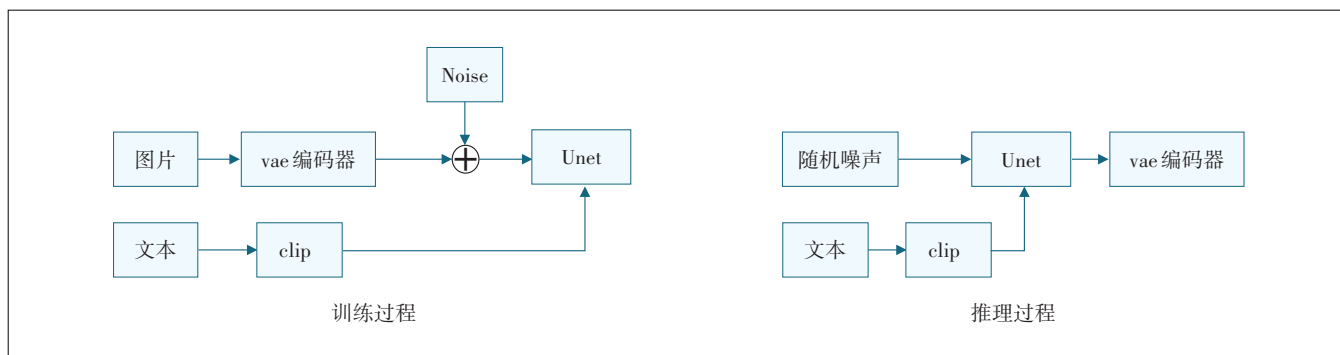 Noise
图片
vae编码器
Unet
文本
clip
训练过程
随机噪声
Unet
vae编码器
文本
clip
推理过程